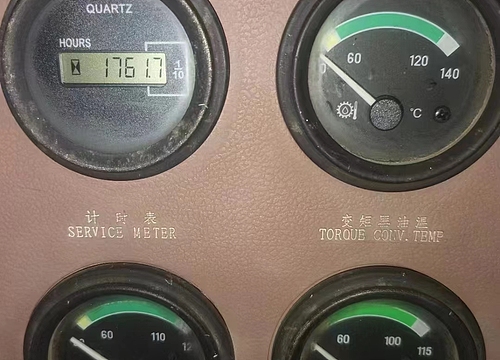 QUARTZ
HOURS
1761.7
1/10
0 60 120 140
°C
计时表
SERVICE METER
变矩器油温
TORQUE CONV.TEMP
60 110
60 100 115